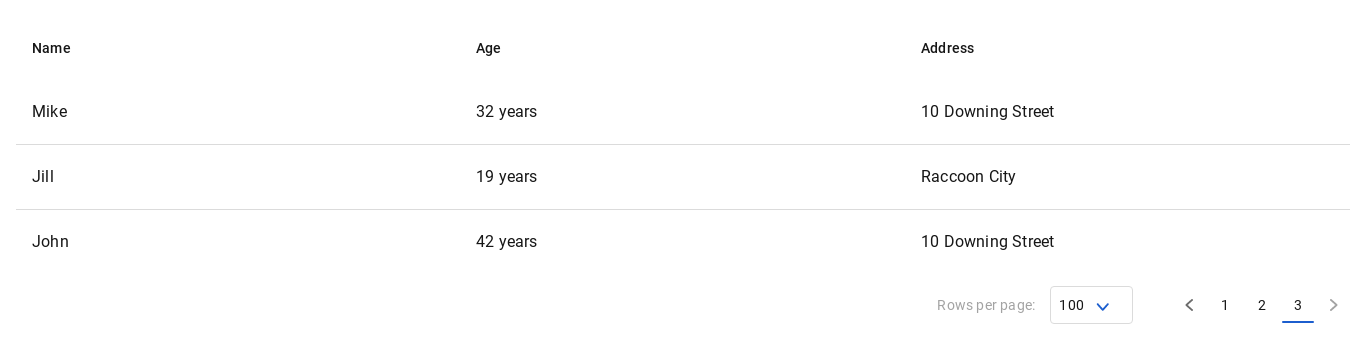 Name Age Address
Mike 32 years 10 Downing Street
Jill 19 years Raccoon City
John 42 years 10 Downing Street
Rows per page: 100 1 2 3